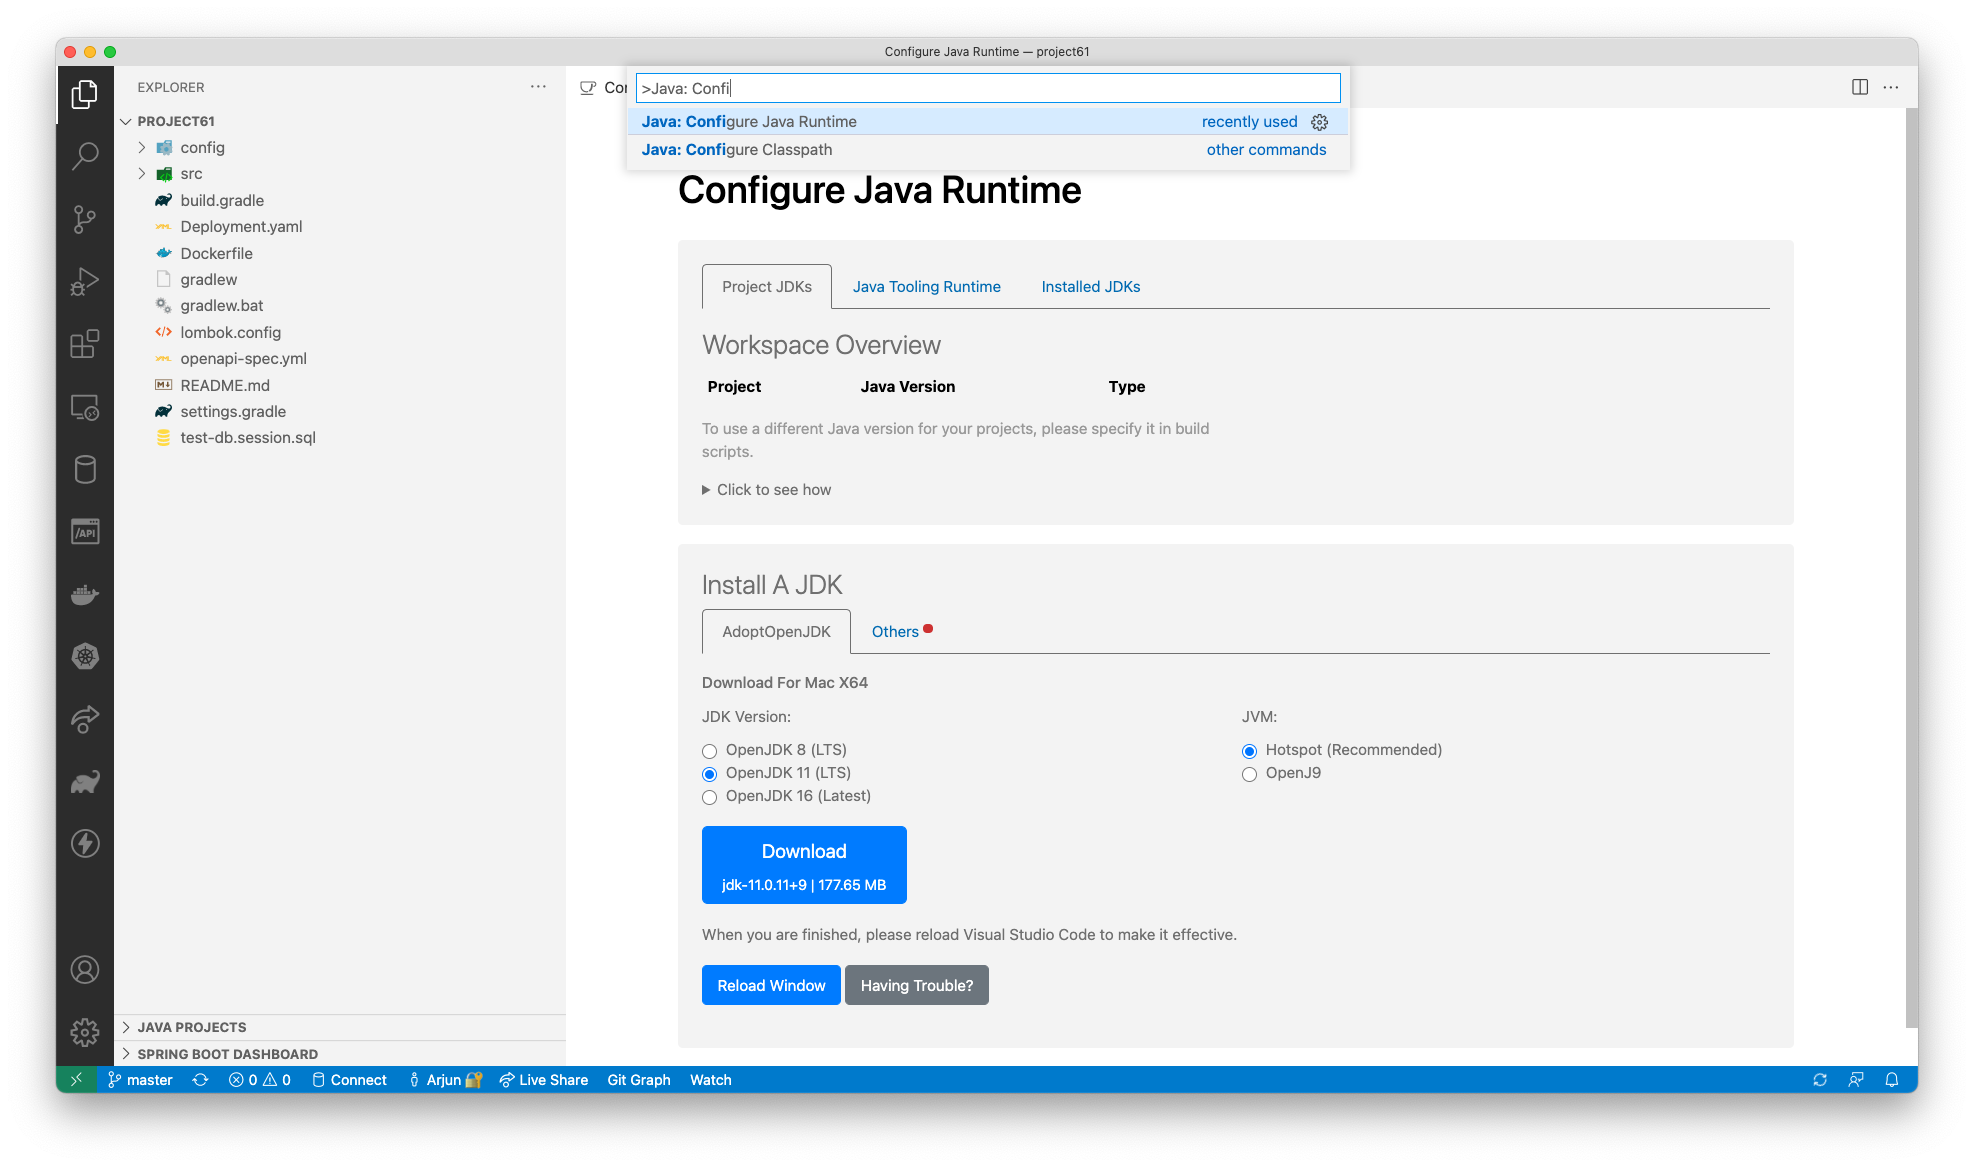 Configure Java Runtime — project61
EXPLORER
PROJECT61
config
src
build.gradle
Deployment.yaml
Dockerfile
gradlew
gradlew.bat
lombok.config
openapi-spec.yml
README.md
settings.gradle
test-db.session.sql
JAVA PROJECTS
SPRING BOOT DASHBOARD
Con
>Java: Confi
Java: Configure Java Runtime recently used
Java: Configure Classpath other commands
Configure Java Runtime
Project JDKs Java Tooling Runtime Installed JDKs
Workspace Overview
Project Java Version Type
To use a different Java version for your projects, please specify it in build
scripts.
Click to see how
Install A JDK
AdoptOpenJDK Others
Download For Mac X64
JDK Version: JVM:
OpenJDK 8 (LTS) Hotspot (Recommended)
OpenJDK 11 (LTS) OpenJ9
OpenJDK 16 (Latest)
Download
jdk-11.0.11+9 | 177.65 MB
When you are finished, please reload Visual Studio Code to make it effective.
Reload Window Having Trouble?
/API
master 0 0 Connect Arjun Live Share Git Graph Watch